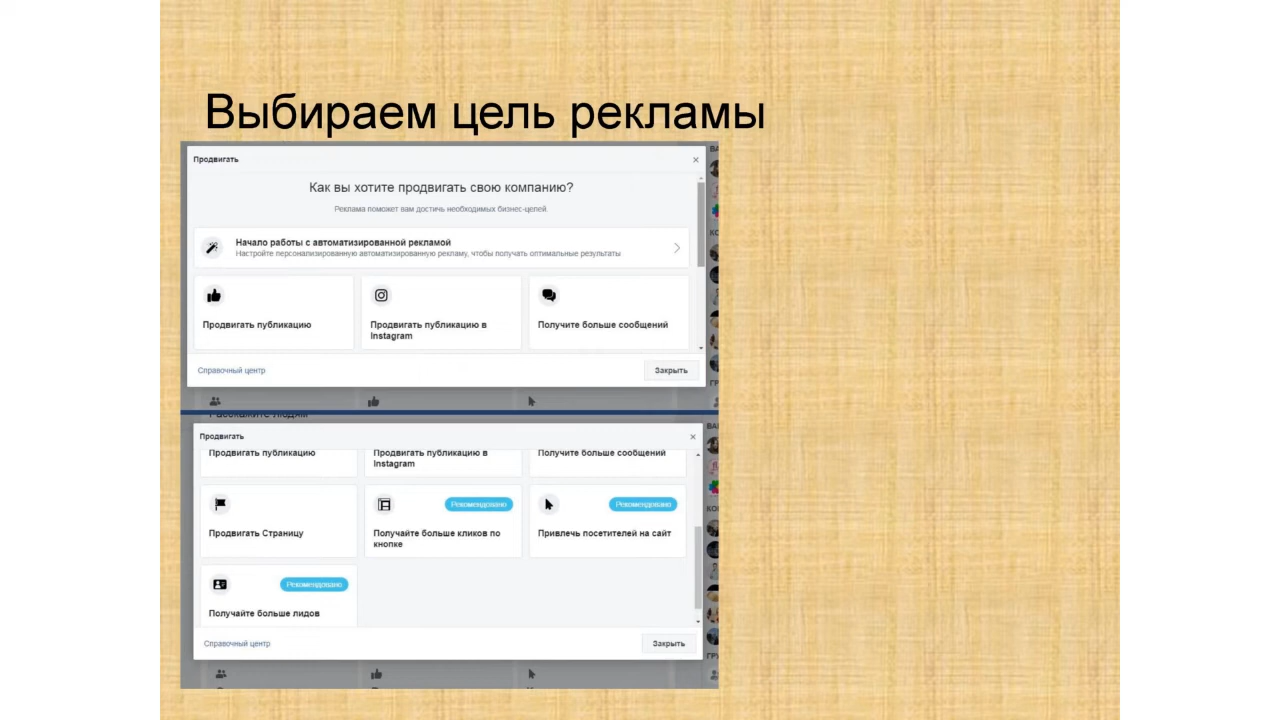 Выбираем цель рекламы
Продвигать
Как вы хотите продвигать свою компанию?
Реклама поможет вам достичь необходимых бизнес-целей.
Начало работы с автоматизированной рекламой
Настройте персонализированную автоматизированную рекламу, чтобы получать оптимальные результаты
Продвигать публикацию
Продвигать публикацию в
Instagram
Получите больше сообщений
Справочный центр
Закрыть
Продвигать
Продвигать публикацию
Продвигать публикацию в
Instagram
Получите больше сообщений
Рекомендовано
Рекомендовано
Продвигать Страницу
Получайте больше кликов по
кнопке
Привлечь посетителей на сайт
Рекомендовано
Получайте больше лидов
Справочный центр
Закрыть